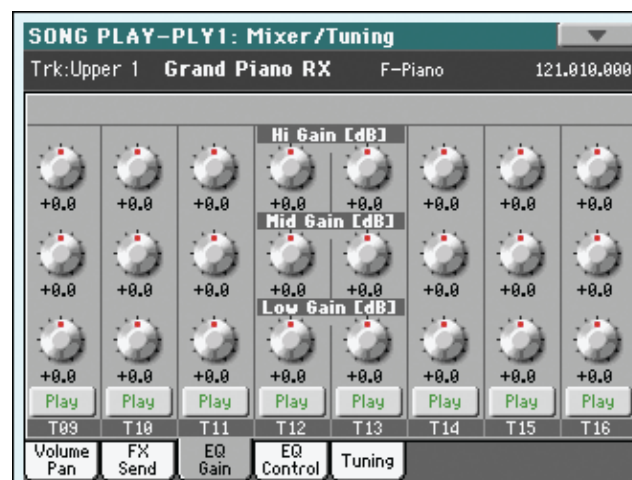 SONG PLAY-PLY1: Mixer/Tuning
Trk:Upper 1 Grand Piano RX F-Piano 121.010.000
Hi Gain [dB]
+0.0 +0.0 +0.0 +0.0 +0.0 +0.0 +0.0 +0.0
Mid Gain [dB]
+0.0 +0.0 +0.0 +0.0 +0.0 +0.0 +0.0 +0.0
Low Gain [dB]
+0.0 +0.0 +0.0 +0.0 +0.0 +0.0 +0.0 +0.0
Play Play Play Play Play Play Play Play
T09 T10 T11 T12 T13 T14 T15 T16
Volume Pan FX Send EQ Gain EQ Control Tuning